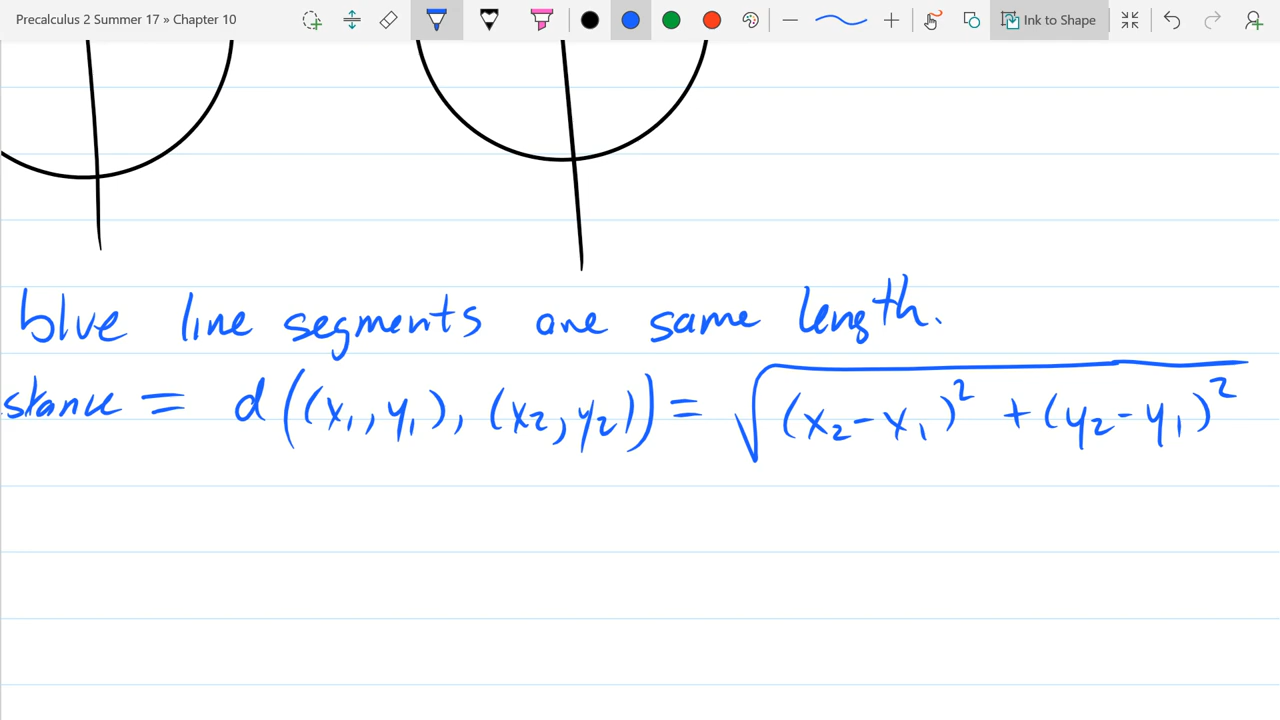 Precalculus 2 Summer 17 » Chapter 10
Ink to Shape
blue line segments are same length.
stance = d((x₁,y₁),(x₂,y₂)) = √((x₂-x₁)² + (y₂-y₁)²)